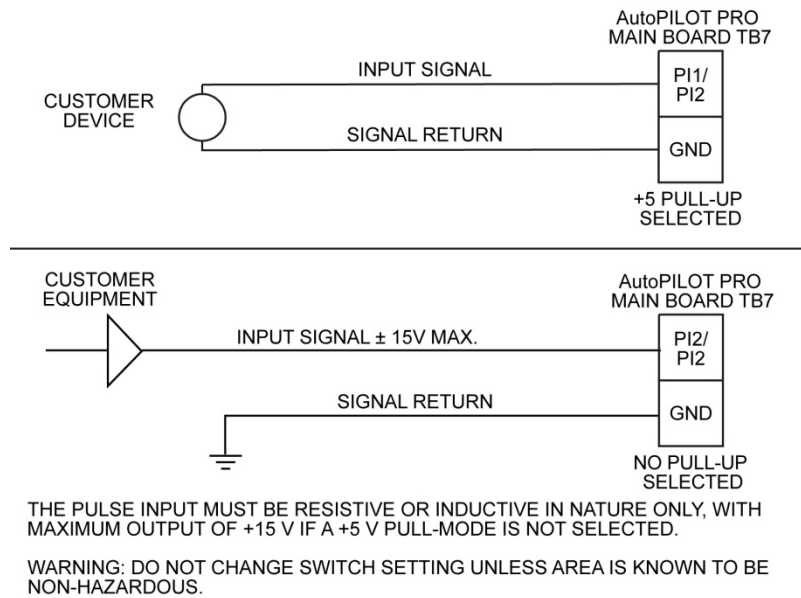 AutoPILOT PRO
MAIN BOARD TB7
INPUT SIGNAL
PI1/
PI2
CUSTOMER
DEVICE
SIGNAL RETURN
GND
+5 PULL-UP
SELECTED
CUSTOMER
EQUIPMENT
AutoPILOT PRO
MAIN BOARD TB7
INPUT SIGNAL ± 15V MAX.
PI2/
PI2
SIGNAL RETURN
GND
NO PULL-UP
SELECTED
THE PULSE INPUT MUST BE RESISTIVE OR INDUCTIVE IN NATURE ONLY, WITH
MAXIMUM OUTPUT OF +15 V IF A +5 V PULL-MODE IS NOT SELECTED.
WARNING: DO NOT CHANGE SWITCH SETTING UNLESS AREA IS KNOWN TO BE
NON-HAZARDOUS.